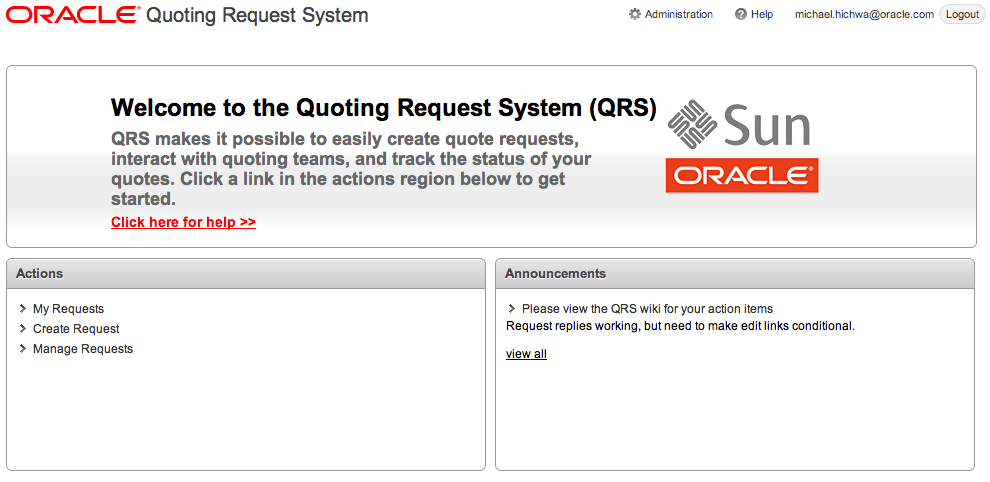 ORACLE Quoting Request System
Administration Help michael.hichwa@oracle.com Logout
Welcome to the Quoting Request System (QRS)
QRS makes it possible to easily create quote requests,
interact with quoting teams, and track the status of your
quotes. Click a link in the actions region below to get
started.
Click here for help >>
Sun
ORACLE
Actions
My Requests
Create Request
Manage Requests
Announcements
Please view the QRS wiki for your action items
Request replies working, but need to make edit links conditional.
view all